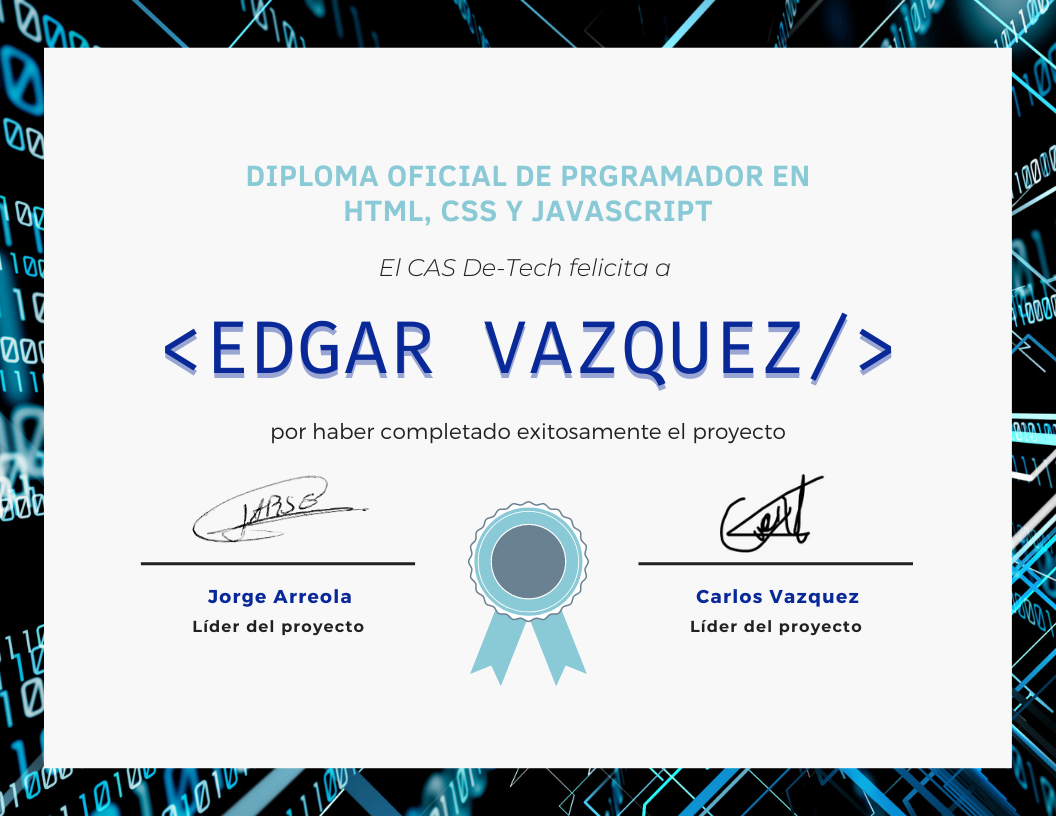 DIPLOMA OFICIAL DE PRGRAMADOR EN
HTML, CSS Y JAVASCRIPT
El CAS De-Tech felicita a
<EDGAR VAZQUEZ/>
por haber completado exitosamente el proyecto
Jorge Arreola
Líder del proyecto
Carlos Vazquez
Líder del proyecto